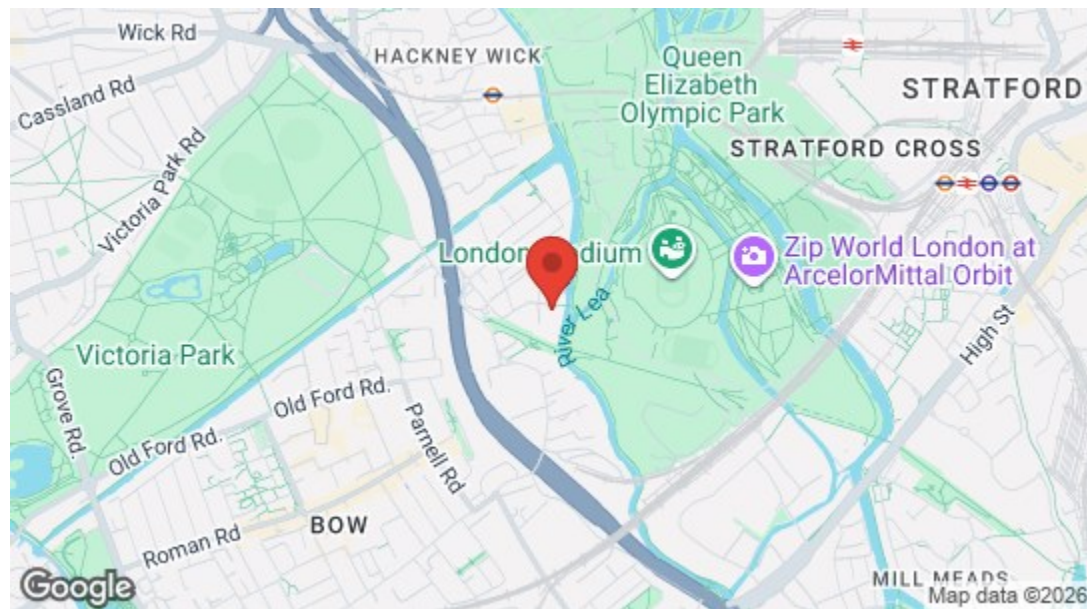 Wick Rd
HACKNEY WICK
Queen
Elizabeth
Olympic Park
STRATFORD
Cassland Rd
Victoria Park Rd
STRATFORD CROSS
London
Zip World London at
ArcelorMittal Orbit
River Lea
High St
Victoria Park
Grove Rd.
Old Ford Rd.
Old Ford Rd.
Parnell Rd
Roman Rd
BOW
MILL MEADS
Google
Map data ©2026